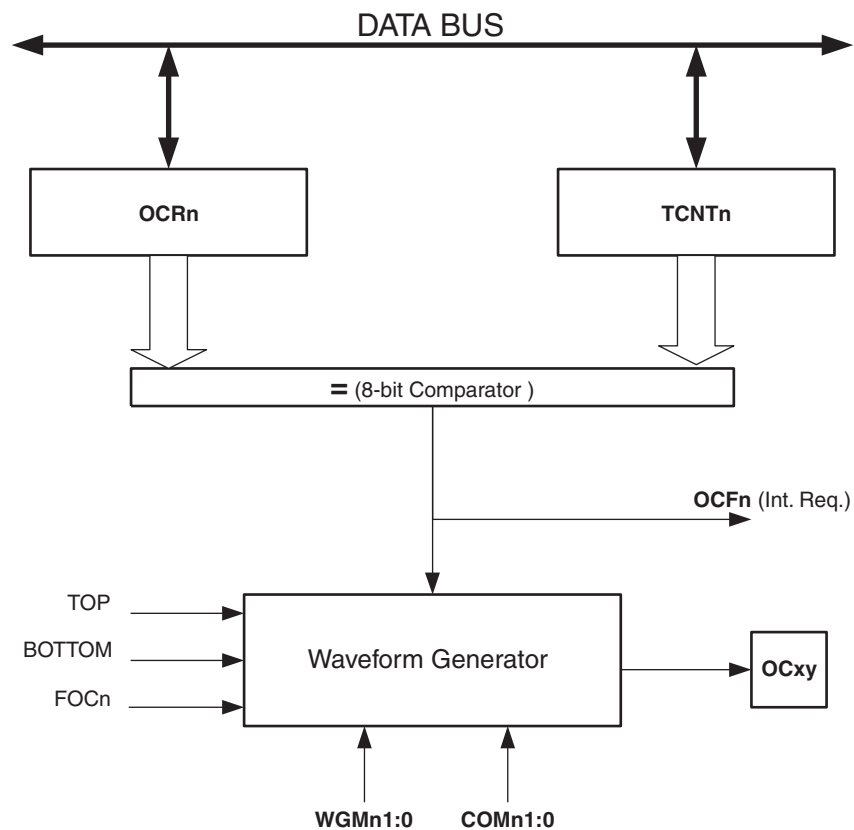 DATA BUS
OCRn
TCNTn
= (8-bit Comparator )
OCFn (Int. Req.)
TOP
BOTTOM
FOCn
Waveform Generator
OCxy
WGMn1:0
COMn1:0